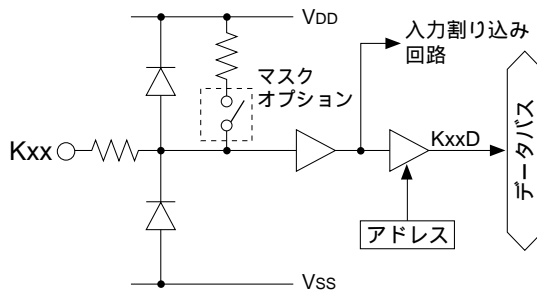 VDD
入力割り込み
回路
マスク
オプション
Kxx
KxxD
データバス
アドレス
VSS